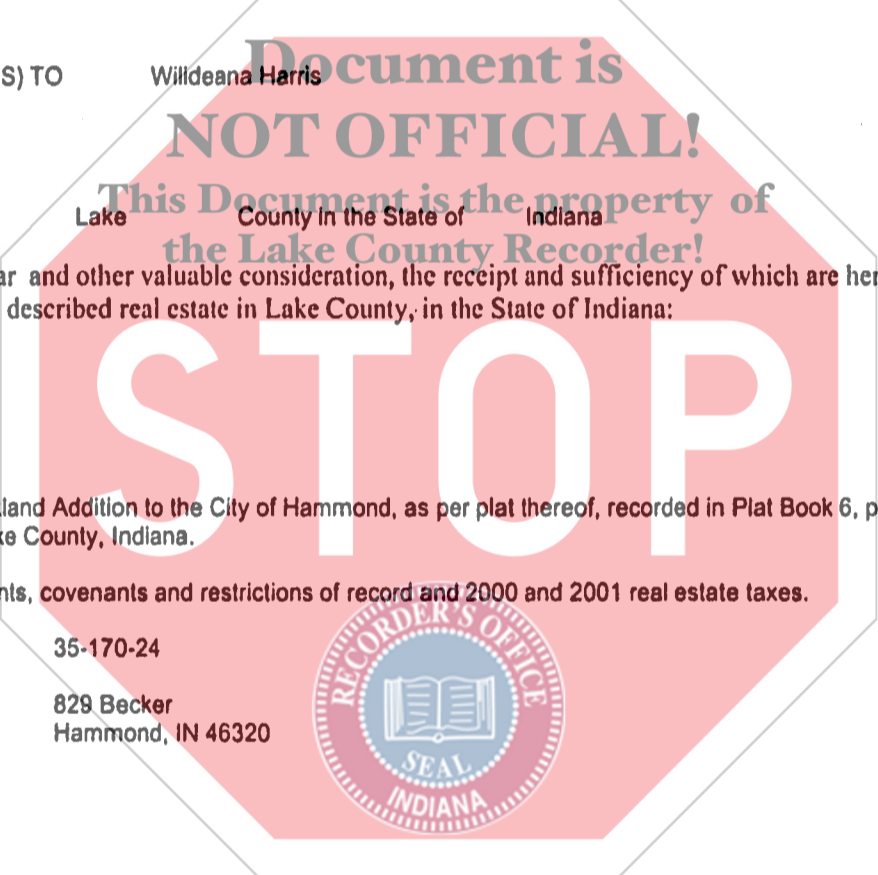 Document is
S) TO Willdeana Harris
NOT OFFICIAL!
This Document is the property of
Lake County in the State of Indiana
the Lake County Recorder!
ar and other valuable consideration, the receipt and sufficiency of which are her
described real estate in Lake County, in the State of Indiana:
STOP
land Addition to the City of Hammond, as per plat thereof, recorded in Plat Book 6, p
ke County, Indiana.
nts, covenants and restrictions of record and 2000 and 2001 real estate taxes.
35-170-24
829 Becker
Hammond, IN 46320
RECORDER'S OFFICE
SEAL
INDIANA